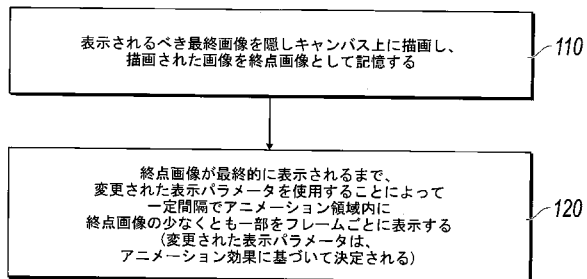 表示されるべき最終画像を隠しキャンバス上に描画し、
描画された画像を終点画像として記憶する
110
終点画像が最終的に表示されるまで、
変更された表示パラメータを使用することによって
一定間隔でアニメーション領域内に
終点画像の少なくとも一部をフレームごとに表示する
(変更された表示パラメータは、
アニメーション効果に基づいて決定される)
120